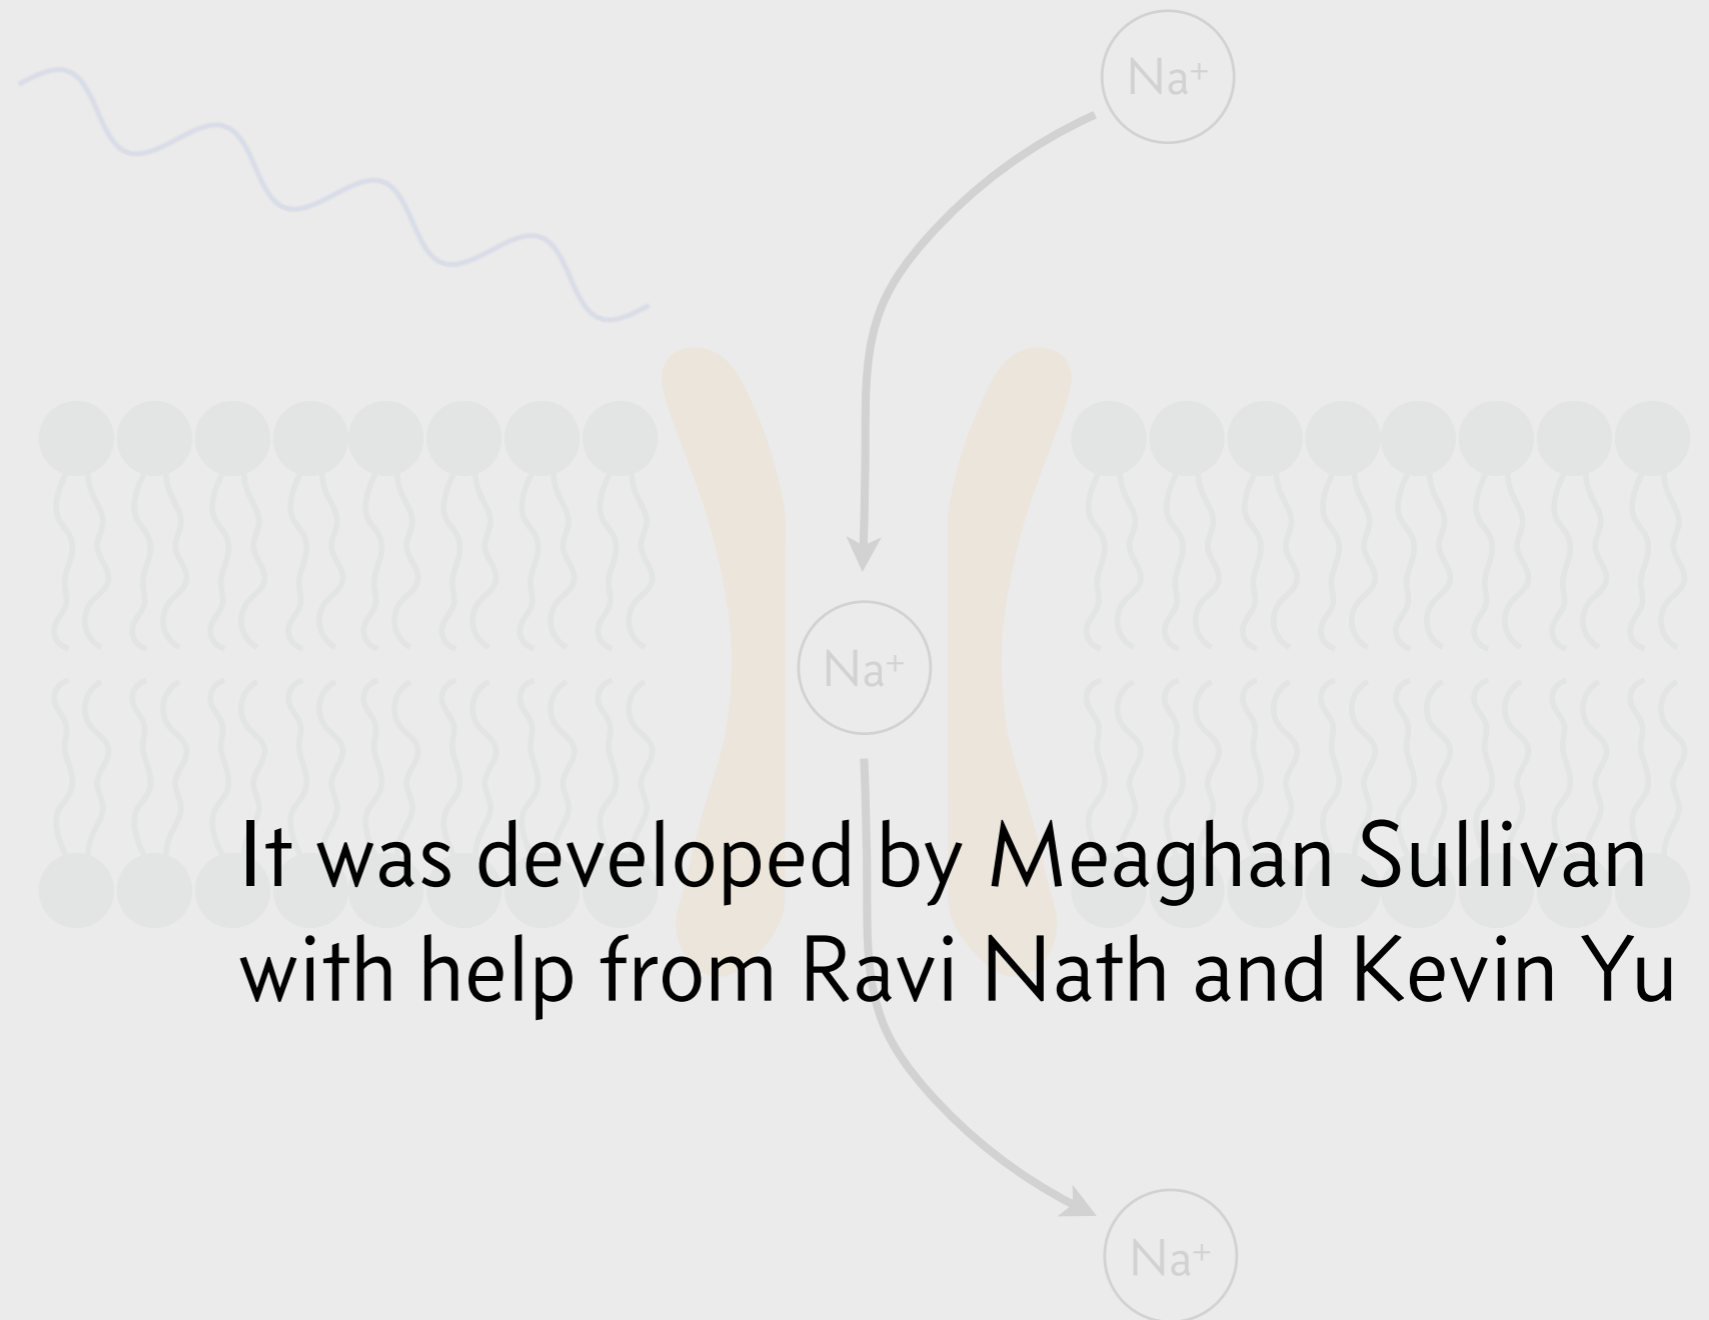 Na⁺
Na⁺
It was developed by Meaghan Sullivan
with help from Ravi Nath and Kevin Yu
Na⁺